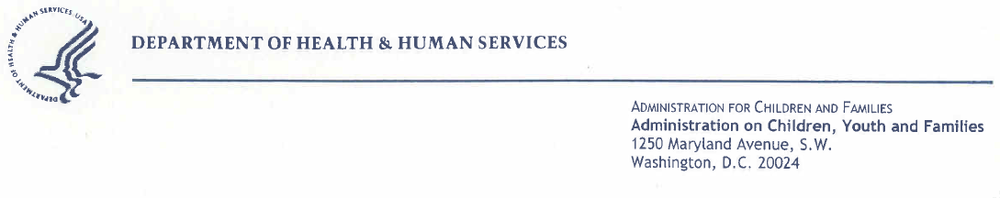 DEPARTMENT OF HEALTH & HUMAN SERVICES · USA
DEPARTMENT OF HEALTH & HUMAN SERVICES
ADMINISTRATION FOR CHILDREN AND FAMILIES
Administration on Children, Youth and Families
1250 Maryland Avenue, S.W.
Washington, D.C. 20024